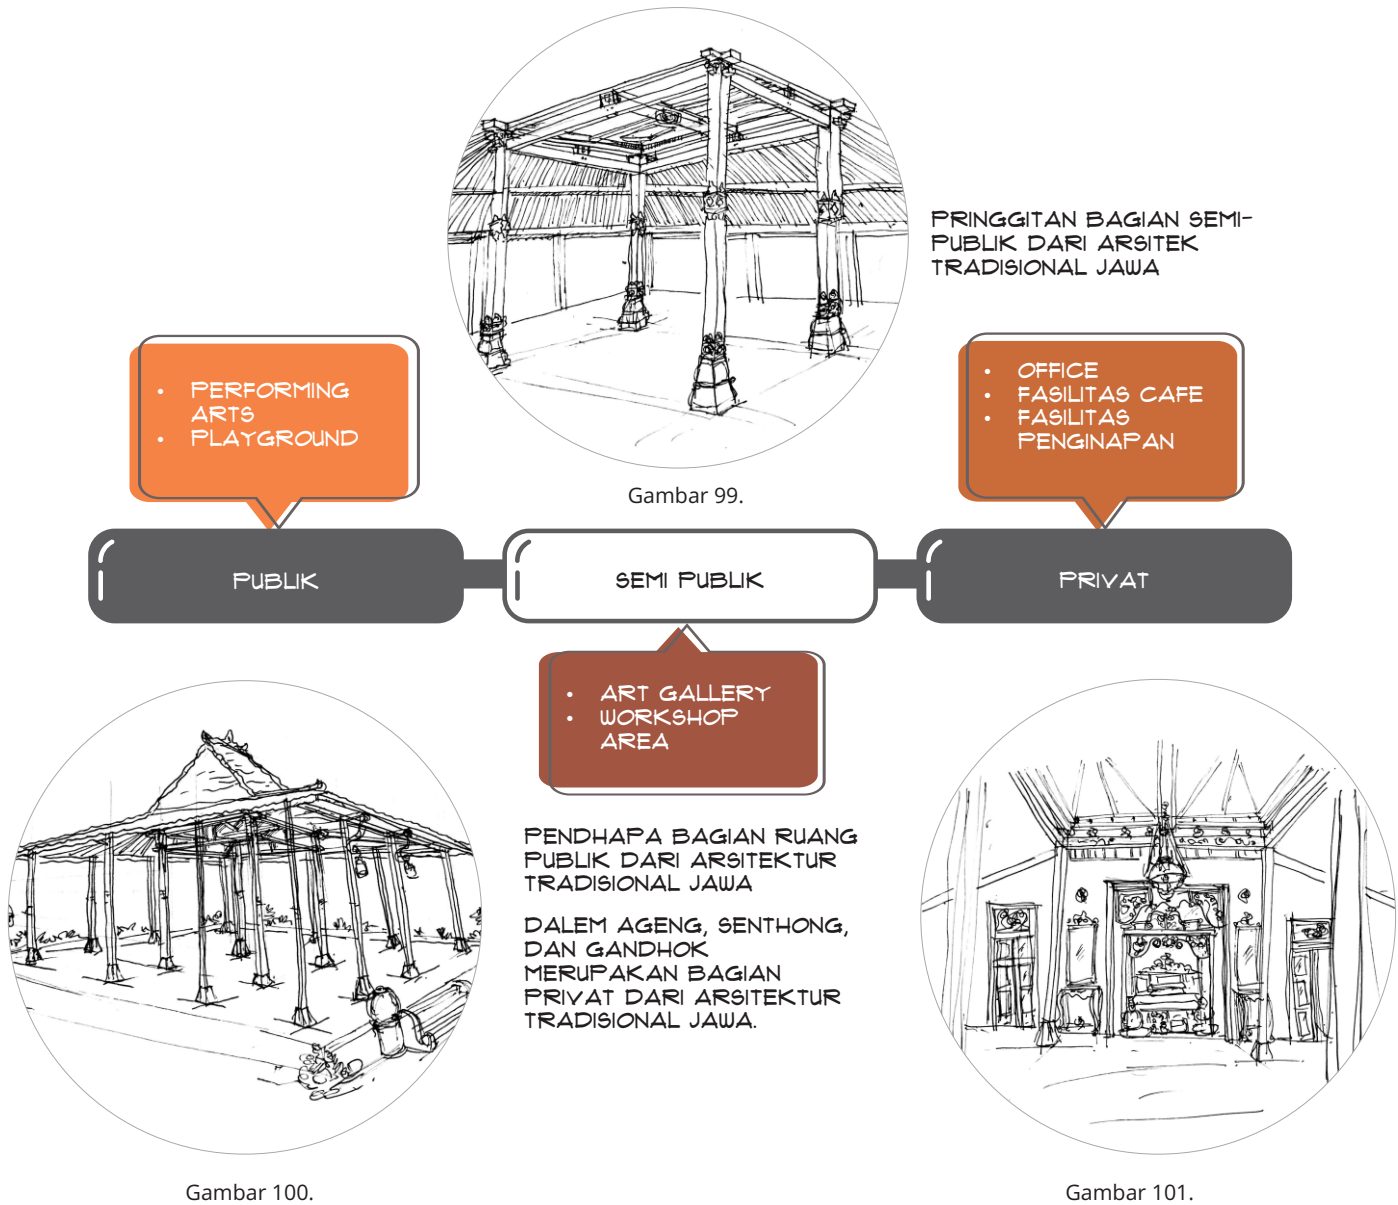 PRINGGITAN BAGIAN SEMI-
PUBLIK DARI ARSITEK
TRADISIONAL JAWA
• PERFORMING
ARTS
• PLAYGROUND
• OFFICE
• FASILITAS CAFE
• FASILITAS
PENGINAPAN
Gambar 99.
PUBLIK
SEMI PUBLIK
PRIVAT
• ART GALLERY
• WORKSHOP
AREA
PENDHAPA BAGIAN RUANG
PUBLIK DARI ARSITEKTUR
TRADISIONAL JAWA
DALEM AGENG, SENTHONG,
DAN GANDHOK
MERUPAKAN BAGIAN
PRIVAT DARI ARSITEKTUR
TRADISIONAL JAWA.
Gambar 100.
Gambar 101.